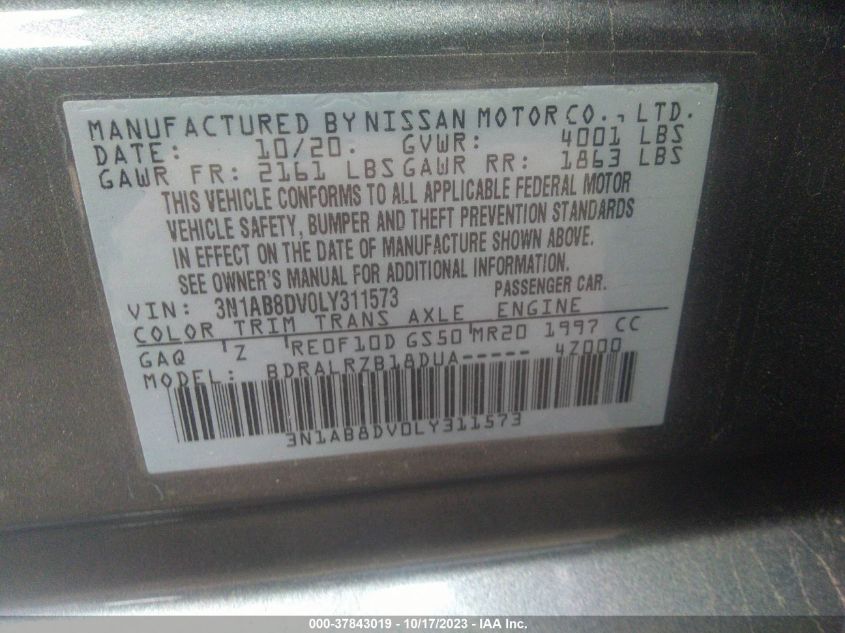 MANUFACTURED BY NISSAN MOTOR CO., LTD.
DATE: 10/20. GVWR: 4001 LBS
GAWR FR: 2161 LBS GAWR RR: 1863 LBS
THIS VEHICLE CONFORMS TO ALL APPLICABLE FEDERAL MOTOR
VEHICLE SAFETY, BUMPER AND THEFT PREVENTION STANDARDS
IN EFFECT ON THE DATE OF MANUFACTURE SHOWN ABOVE.
SEE OWNER'S MANUAL FOR ADDITIONAL INFORMATION.
VIN: 3N1AB8DV0LY311573 PASSENGER CAR.
COLOR TRIM TRANS AXLE ENGINE
GAQ Z RE0F10D GS50 MR20 1997 CC
MODEL: BDRALRZB18DUA----- 4Z000
3N1AB8DV0LY311573
000-37843019 - 10/17/2023 - IAA Inc.